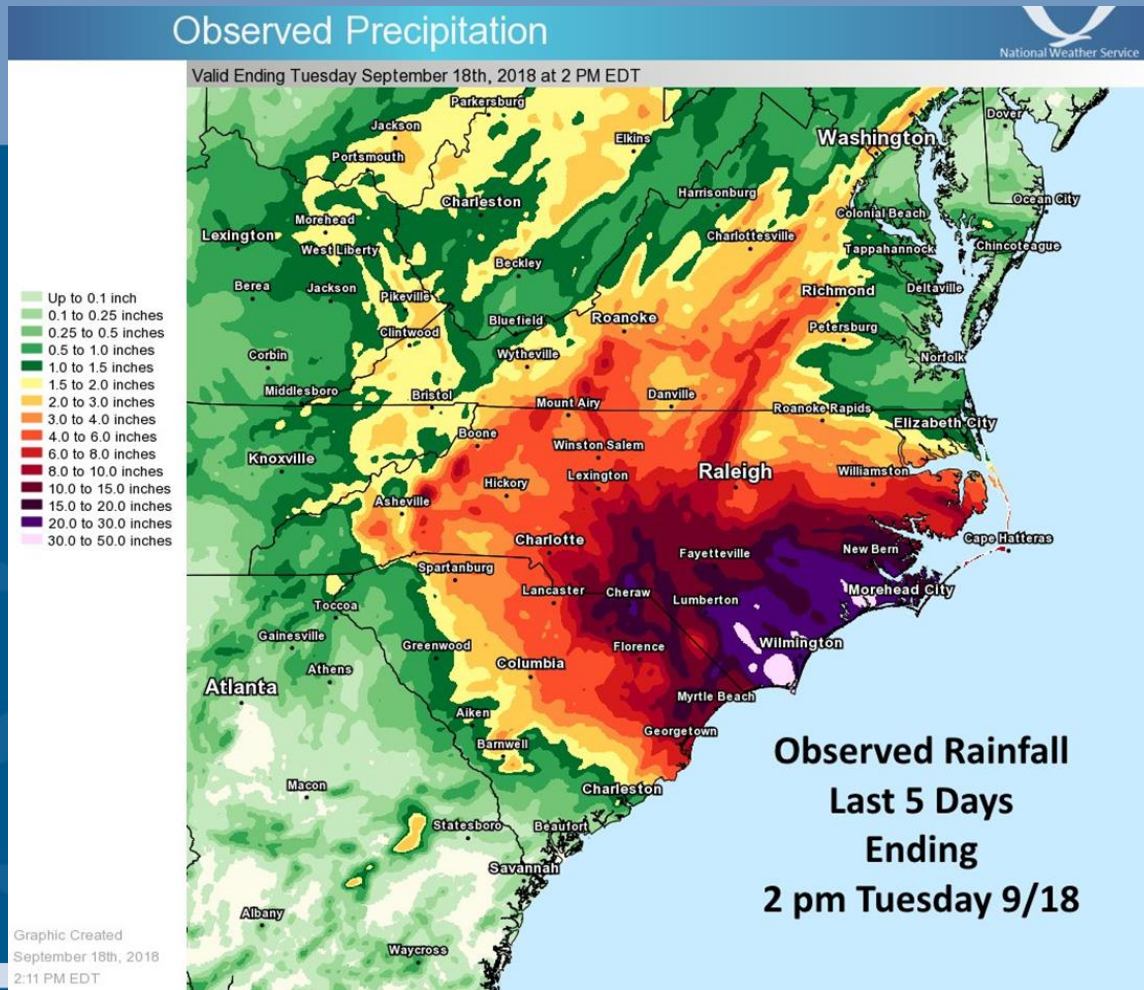 Observed Precipitation
National Weather Service
Valid Ending Tuesday September 18th, 2018 at 2 PM EDT
Parkersburg
Dover
Jackson
Elkins
Washington
Portsmouth
Harrisonburg
Charleston
Ocean City
Morehead
Colonial Beach
Lexington
West Liberty
Charlottesville
Tappahannock
Chincoteague
Beckley
Berea
Jackson
Pikeville
Richmond
Deltaville
Bluefield
Roanoke
Clintwood
Petersburg
Corbin
Wytheville
Norfolk
Middlesboro
Bristol
Mount Airy
Danville
Roanoke Rapids
Elizabeth City
Boone
Winston Salem
Knoxville
Lexington
Raleigh
Williamston
Hickory
Asheville
Cape Hatteras
Charlotte
Fayetteville
New Bern
Spartanburg
Lancaster
Cheraw
Lumberton
Morehead City
Toccoa
Gainesville
Greenwood
Florence
Wilmington
Athens
Columbia
Atlanta
Myrtle Beach
Aiken
Georgetown
Barnwell
Macon
Charleston
Statesboro
Beaufort
Savannah
Albany
Waycross
Up to 0.1 inch
0.1 to 0.25 inches
0.25 to 0.5 inches
0.5 to 1.0 inches
1.0 to 1.5 inches
1.5 to 2.0 inches
2.0 to 3.0 inches
3.0 to 4.0 inches
4.0 to 6.0 inches
6.0 to 8.0 inches
8.0 to 10.0 inches
10.0 to 15.0 inches
15.0 to 20.0 inches
20.0 to 30.0 inches
30.0 to 50.0 inches
Observed Rainfall
Last 5 Days
Ending
2 pm Tuesday 9/18
Graphic Created
September 18th, 2018
2:11 PM EDT